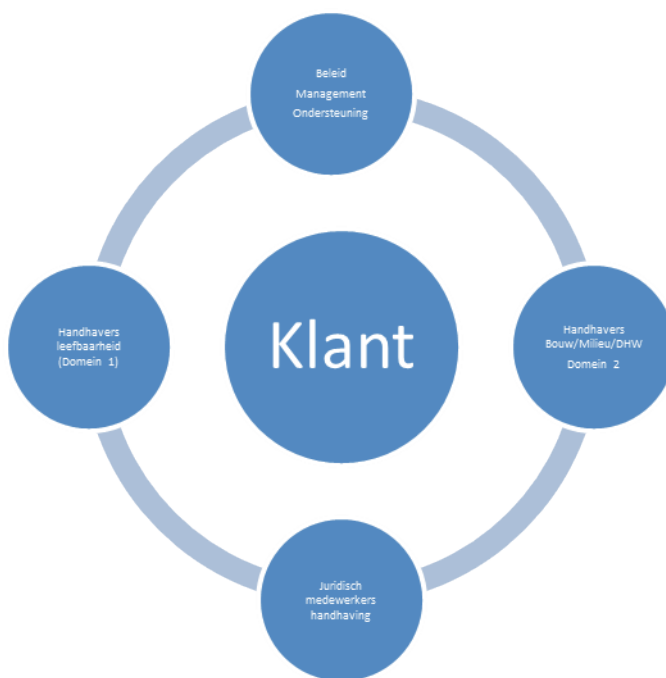 Beleid
Management
Ondersteuning
Handhavers
leefbaarheid
(Domein 1)
Klant
Handhavers
Bouw/Milieu/DHW
Domein 2
Juridisch
medewerkers
handhaving